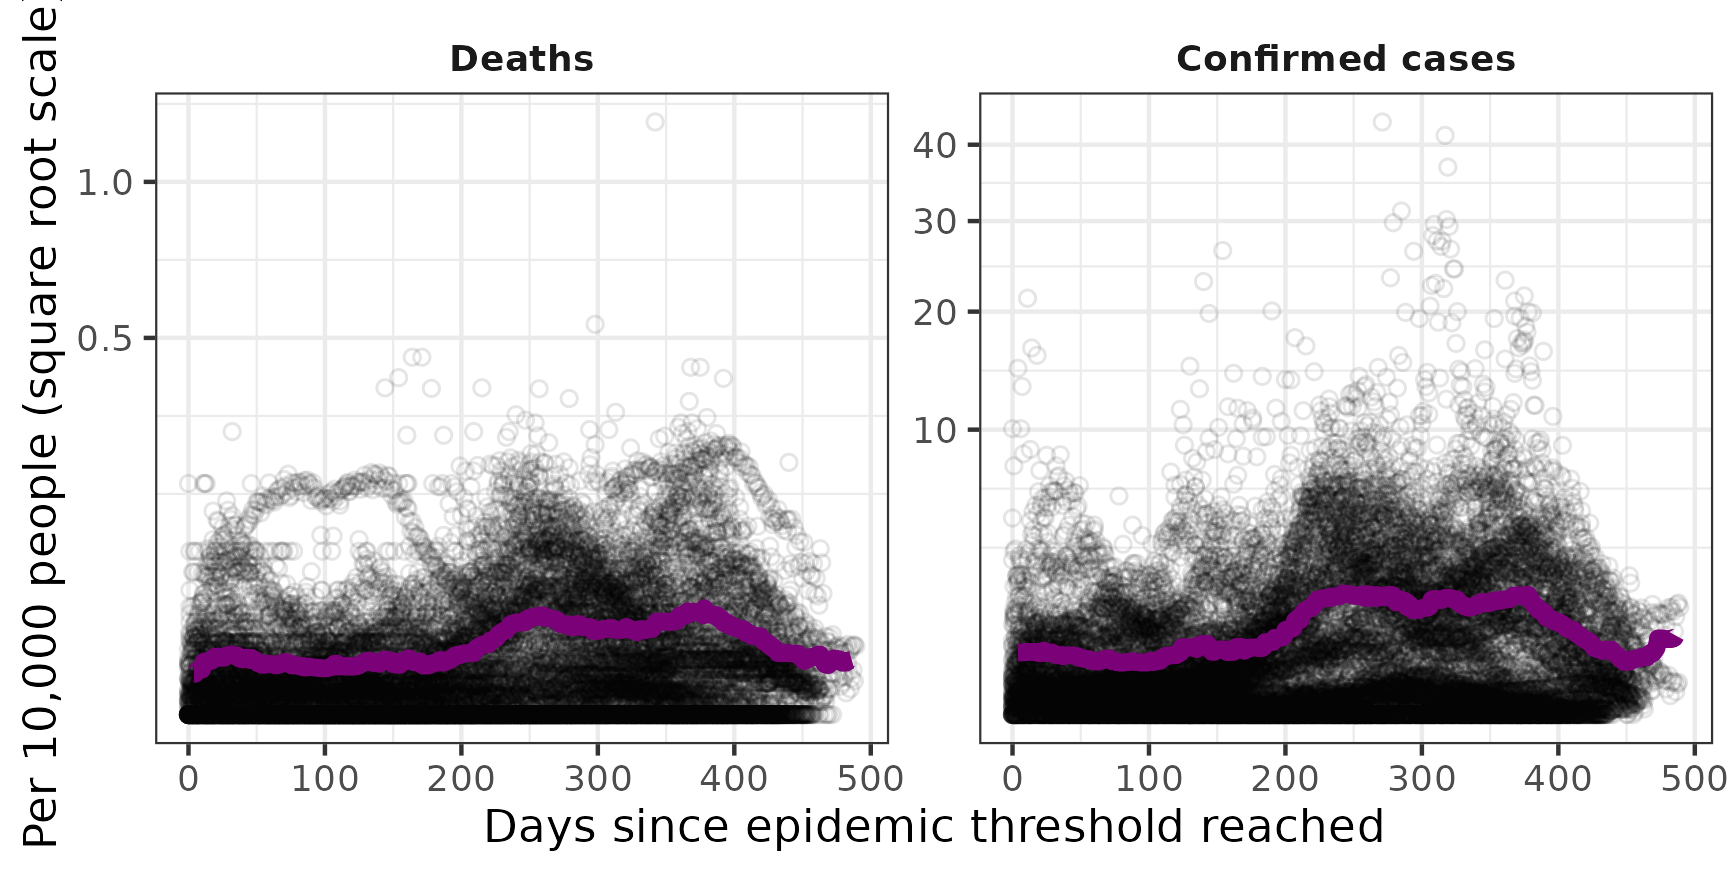 Per 10,000 people (square root scale)
Deaths
Confirmed cases
1.0
0.5
40
30
20
10
0 100 200 300 400 500
0 100 200 300 400 500
Days since epidemic threshold reached